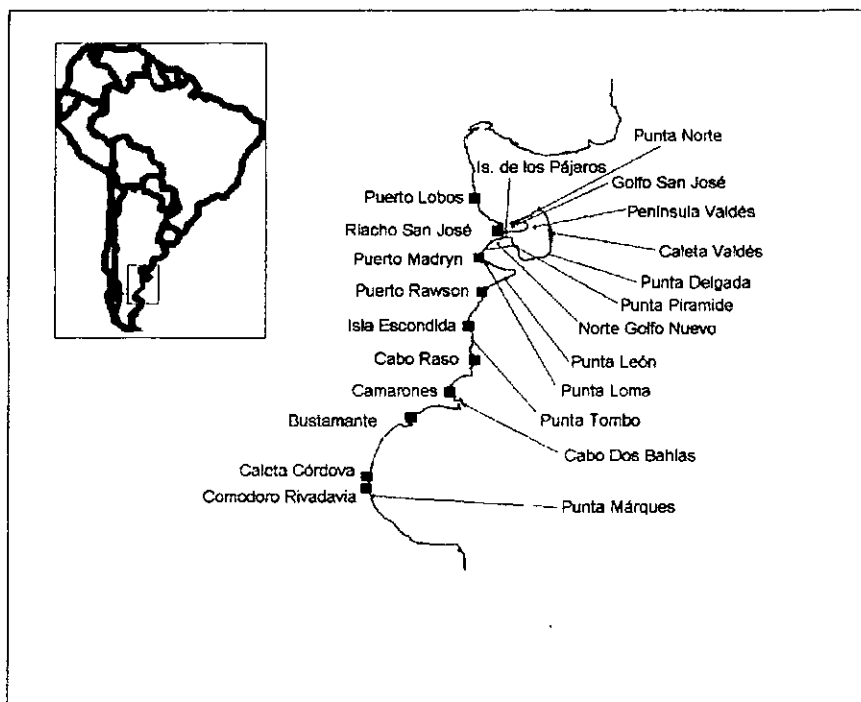 Punta Norte
Is. de los Pájaros
Golfo San José
Puerto Lobos
Península Valdés
Riacho San José
Caleta Valdés
Puerto Madryn
Punta Delgada
Puerto Rawson
Punta Piramide
Isla Escondida
Norte Golfo Nuevo
Cabo Raso
Punta León
Camarones
Punta Loma
Bustamante
Punta Tombo
Cabo Dos Bahías
Caleta Córdova
Comodoro Rivadavia
Punta Márques